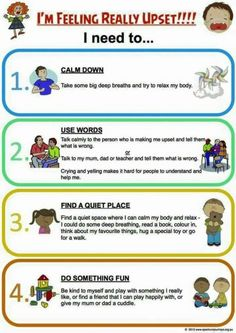 I'M FEELING REALLY UPSET!!!!
I need to...
1.
CALM DOWN
Take some big deep breaths and try to relax my body.
2.
USE WORDS
Talk calmly to the person who is making me upset and tell them
what is wrong.
or
Talk to my mum, dad or teacher and tell them what is wrong.
Crying and yelling makes it hard for people to understand and
help me.
3.
FIND A QUIET PLACE
Find a quiet space where I can calm my body and relax -
I could do some deep breathing, read a book, colour in,
think about my favourite things, hug a special toy or go
for a walk.
4.
DO SOMETHING FUN
Be kind to myself and play with something I really
like, or find a friend that I can play happily with, or
give my mum or dad a cuddle.